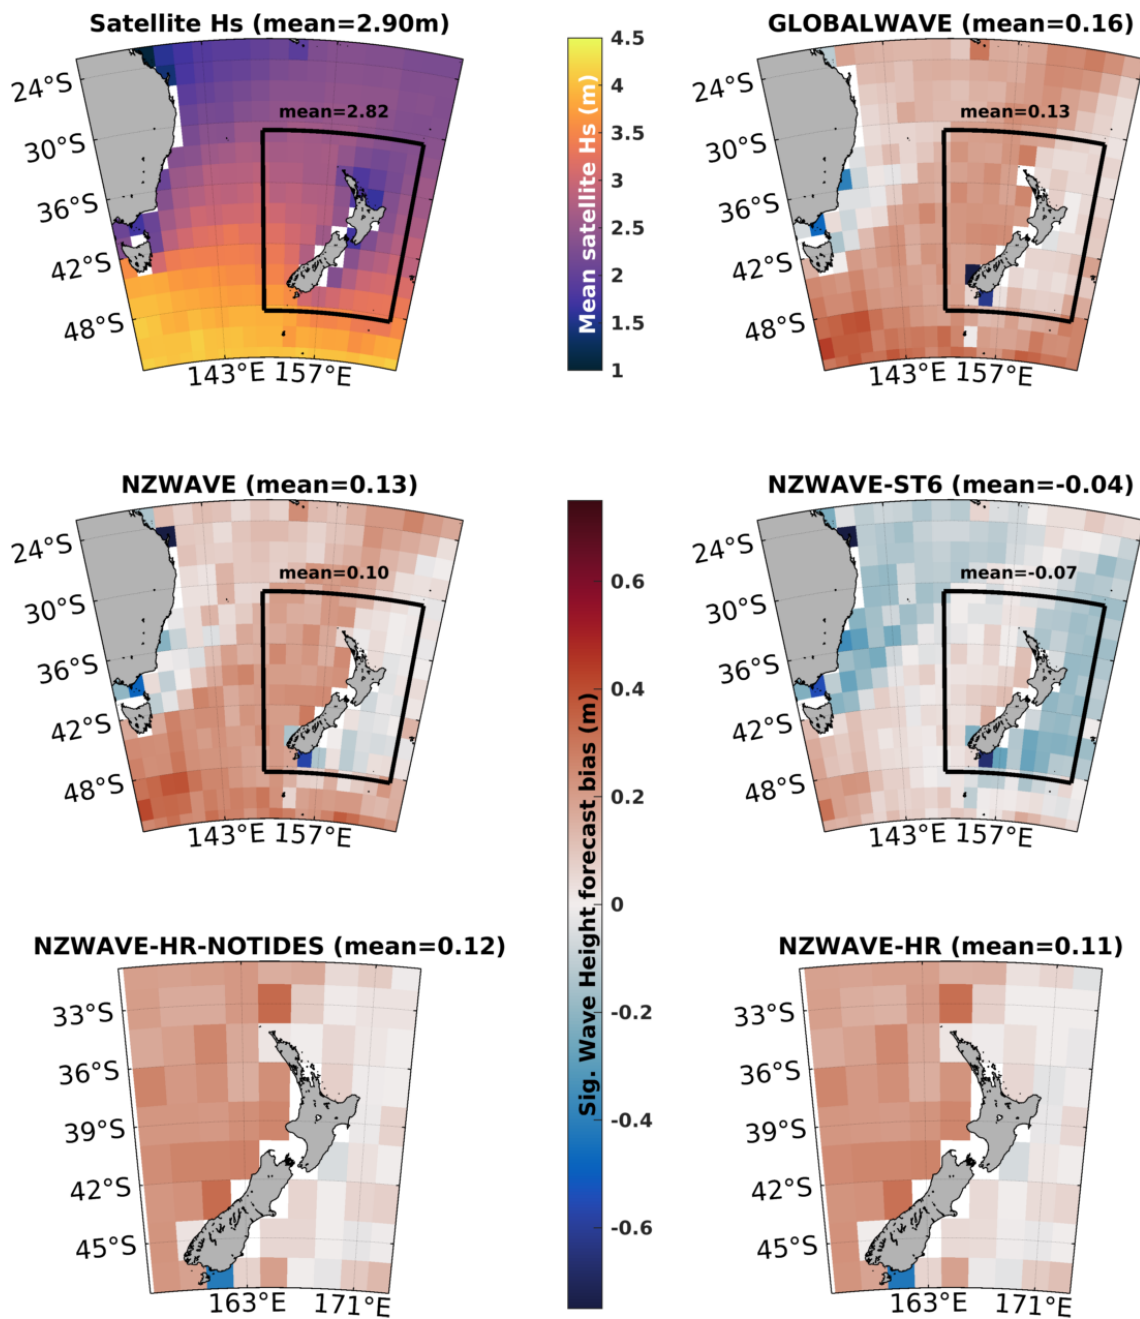 Satellite Hs (mean=2.90m)
24°S
30°S
36°S
42°S
48°S
mean=2.82
143°E 157°E
Mean satellite Hs (m)
4.5
4
3.5
3
2.5
2
1.5
1
GLOBALWAVE (mean=0.16)
24°S
30°S
36°S
42°S
48°S
mean=0.13
143°E 157°E
NZWAVE (mean=0.13)
24°S
30°S
36°S
42°S
48°S
mean=0.10
143°E 157°E
Sig. Wave Height forecast bias (m)
0.6
0.4
0.2
0
-0.2
-0.4
-0.6
NZWAVE-ST6 (mean=-0.04)
24°S
30°S
36°S
42°S
48°S
mean=-0.07
143°E 157°E
NZWAVE-HR-NOTIDES (mean=0.12)
33°S
36°S
39°S
42°S
45°S
163°E 171°E
NZWAVE-HR (mean=0.11)
33°S
36°S
39°S
42°S
45°S
163°E 171°E